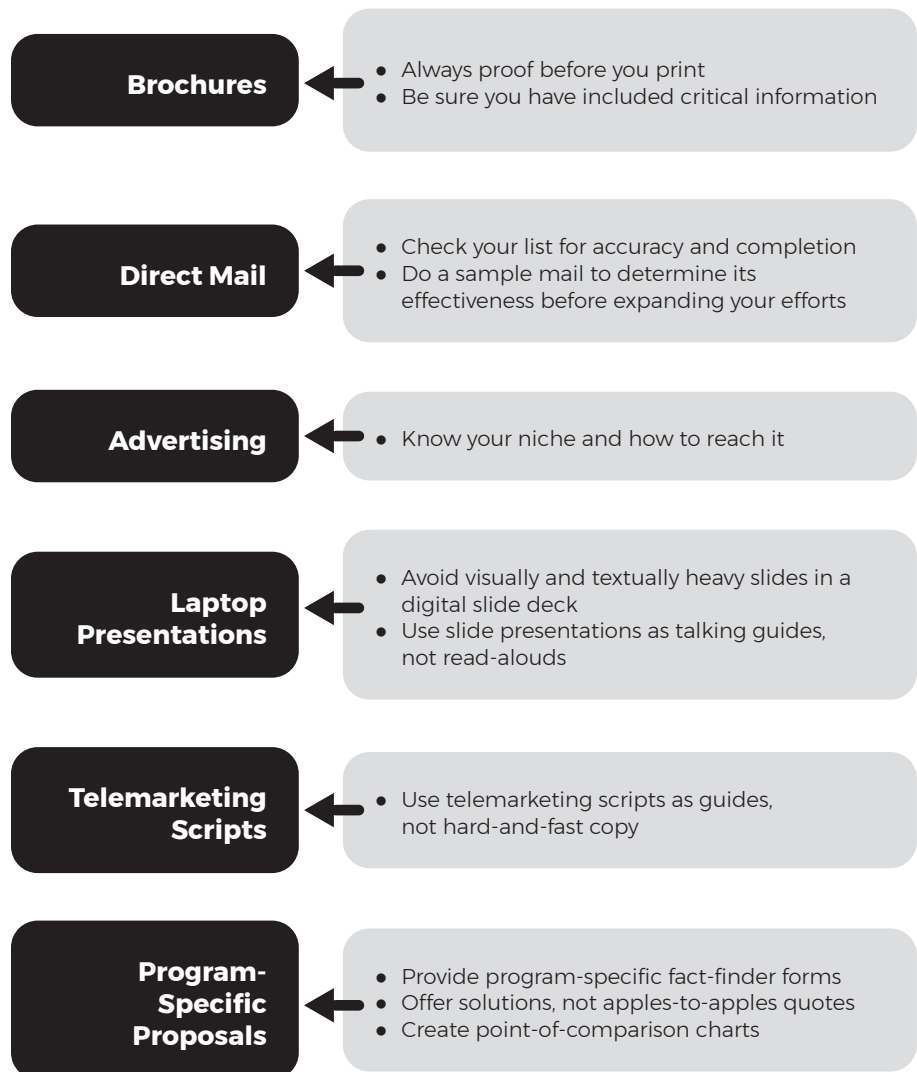 Brochures
● Always proof before you print
● Be sure you have included critical information
Direct Mail
● Check your list for accuracy and completion
● Do a sample mail to determine its
effectiveness before expanding your efforts
Advertising
● Know your niche and how to reach it
Laptop
Presentations
● Avoid visually and textually heavy slides in a
digital slide deck
● Use slide presentations as talking guides,
not read-alouds
Telemarketing
Scripts
● Use telemarketing scripts as guides,
not hard-and-fast copy
Program-
Specific
Proposals
● Provide program-specific fact-finder forms
● Offer solutions, not apples-to-apples quotes
● Create point-of-comparison charts